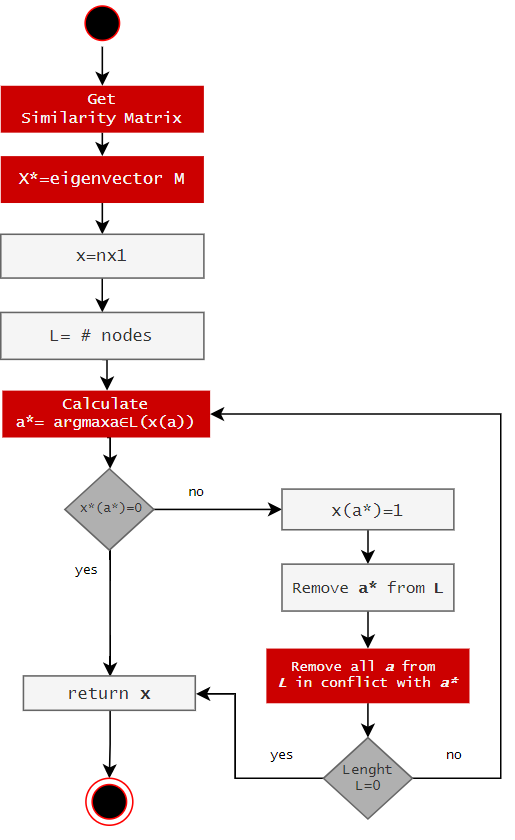 Get
Similarity Matrix
X*=eigenvector M
x=nx1
L= # nodes
Calculate
a*= argmaxa∈L(x(a))
x*(a*)=0
no
x(a*)=1
yes
Remove a* from L
Remove all a from
L in conflict with a*
return x
yes
no
Lenght
L=0